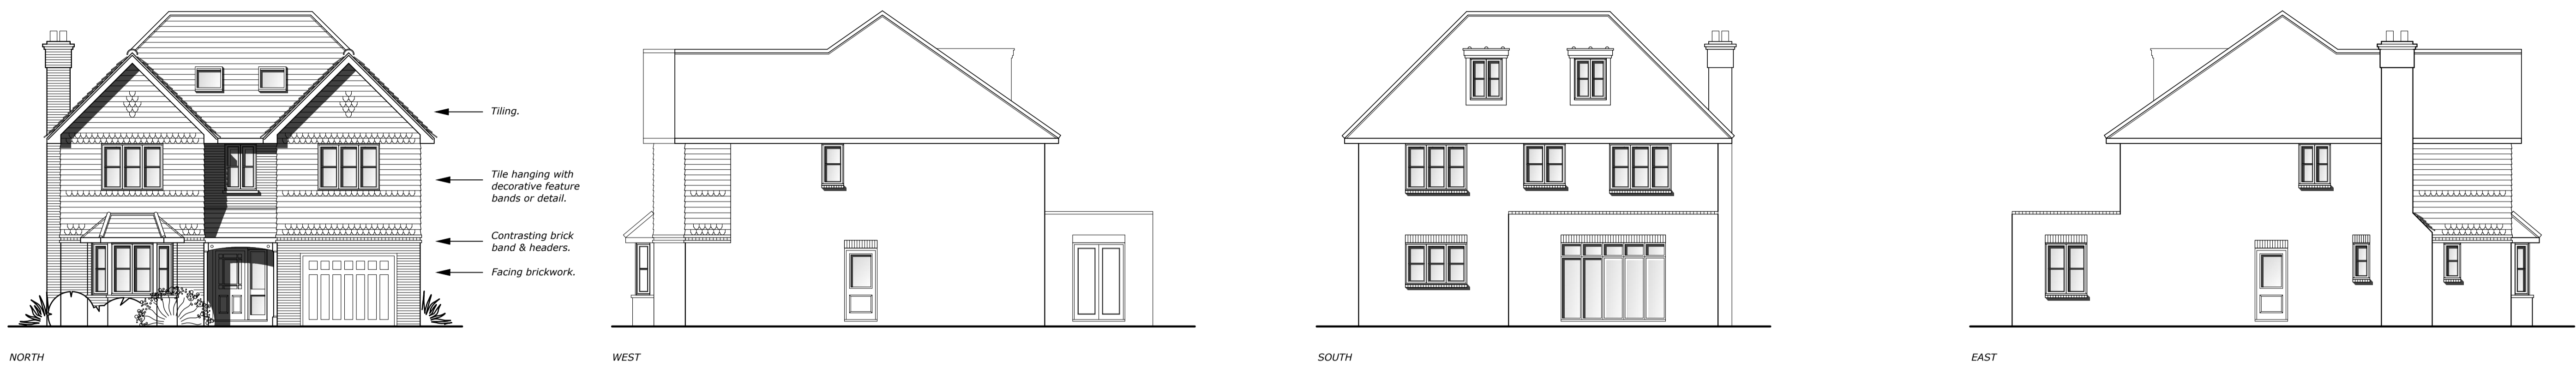 Tiling.
Tile hanging with
decorative feature
bands or detail.
Contrasting brick
band & headers.
Facing brickwork.
NORTH
WEST
SOUTH
EAST